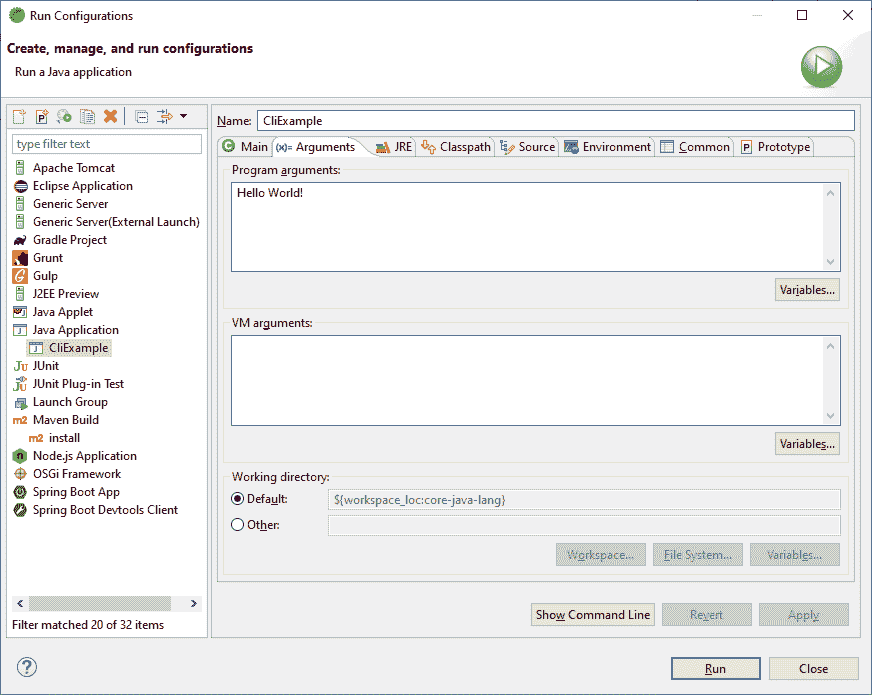 Run Configurations
Create, manage, and run configurations
Run a Java application
type filter text
Apache Tomcat
Eclipse Application
Generic Server
Generic Server(External Launch)
Gradle Project
Grunt
Gulp
J2EE Preview
Java Applet
Java Application
CliExample
JUnit
JUnit Plug-in Test
Launch Group
Maven Build
install
Node.js Application
OSGi Framework
Spring Boot App
Spring Boot Devtools Client
Filter matched 20 of 32 items
Name: CliExample
Main (x)= Arguments JRE Classpath Source Environment Common Prototype
Program arguments:
Hello World!
Variables...
VM arguments:
Variables...
Working directory:
Default: ${workspace_loc:core-java-lang}
Other:
Workspace... File System... Variables...
Show Command Line Revert Apply
Run Close